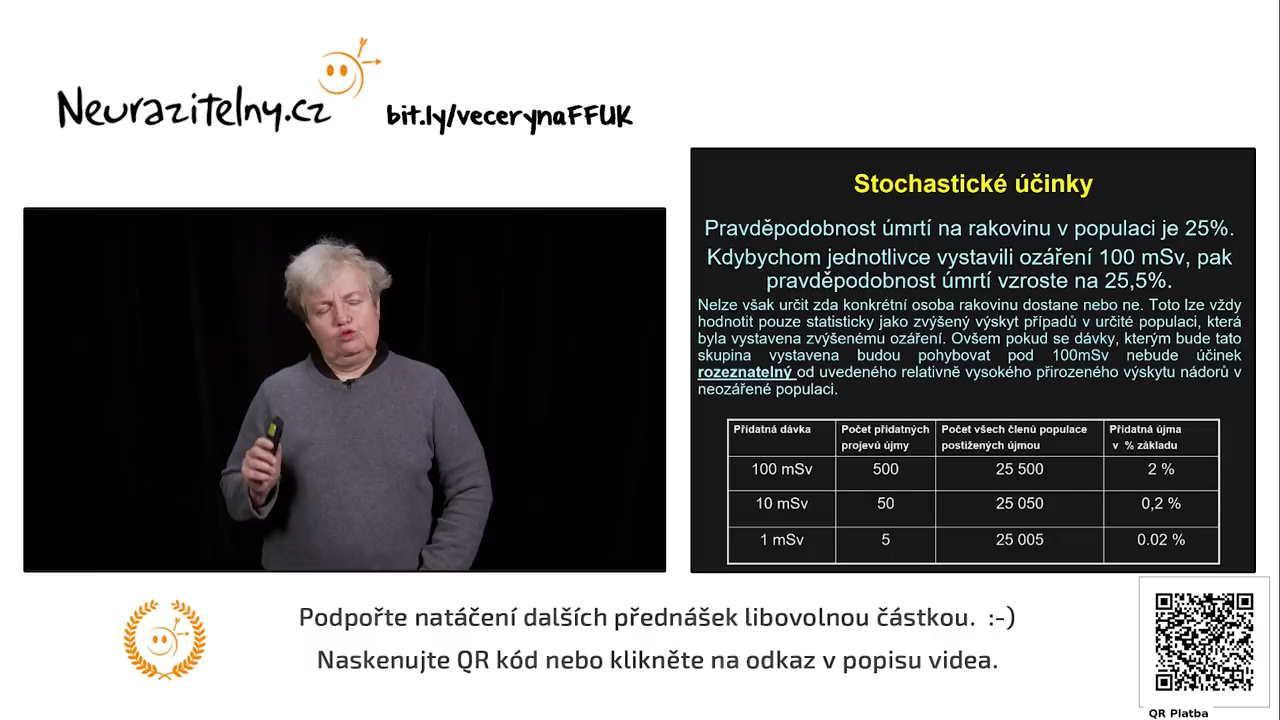 Neurazitelny.cz
bit.ly/vecerynaFFUK
Stochastické účinky
Pravděpodobnost úmrtí na rakovinu v populaci je 25%.
Kdybychom jednotlivce vystavili ozáření 100 mSv, pak
pravděpodobnost úmrtí vzroste na 25,5%.
Nelze však určit zda konkrétní osoba rakovinu dostane nebo ne. Toto lze vždy
hodnotit pouze statisticky jako zvýšený výskyt případů v určité populaci, která
byla vystavena zvýšenému ozáření. Ovšem pokud se dávky, kterým bude tato
skupina vystavena budou pohybovat pod 100mSv nebude účinek
rozeznatelný od uvedeného relativně vysokého přirozeného výskytu nádorů v
neozářené populaci.
Přídatná dávka Počet přídatných projevů újmy Počet všech členů populace postižených újmou Přídatná újma v % základu
100 mSv 500 25 500 2 %
10 mSv 50 25 050 0,2 %
1 mSv 5 25 005 0.02 %
Podpořte natáčení dalších přednášek libovolnou částkou. :-)
Naskenujte QR kód nebo klikněte na odkaz v popisu videa.
QR Platba